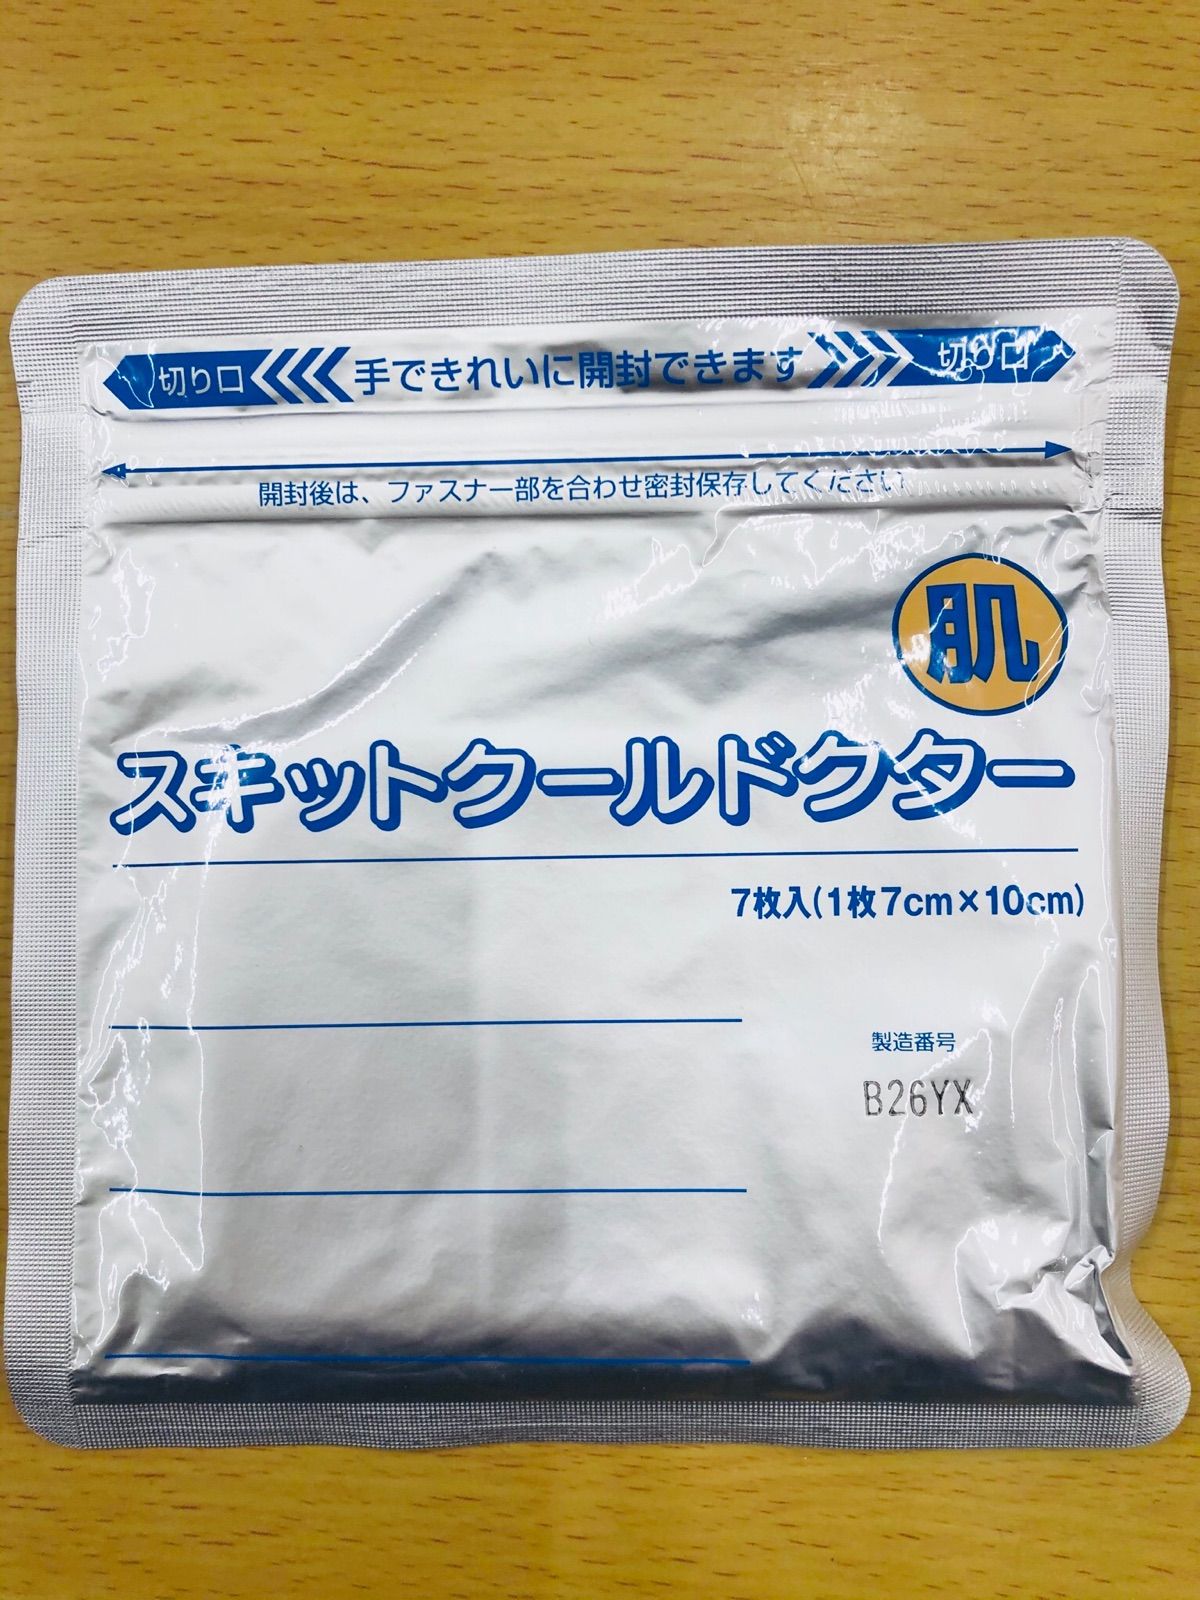 切り口 手できれいに開封できます 切り口
開封後は、ファスナー部を合わせ密封保存してください
肌
スキットクールドクター
7枚入(1枚7cm×10cm)
製造番号
B26YX